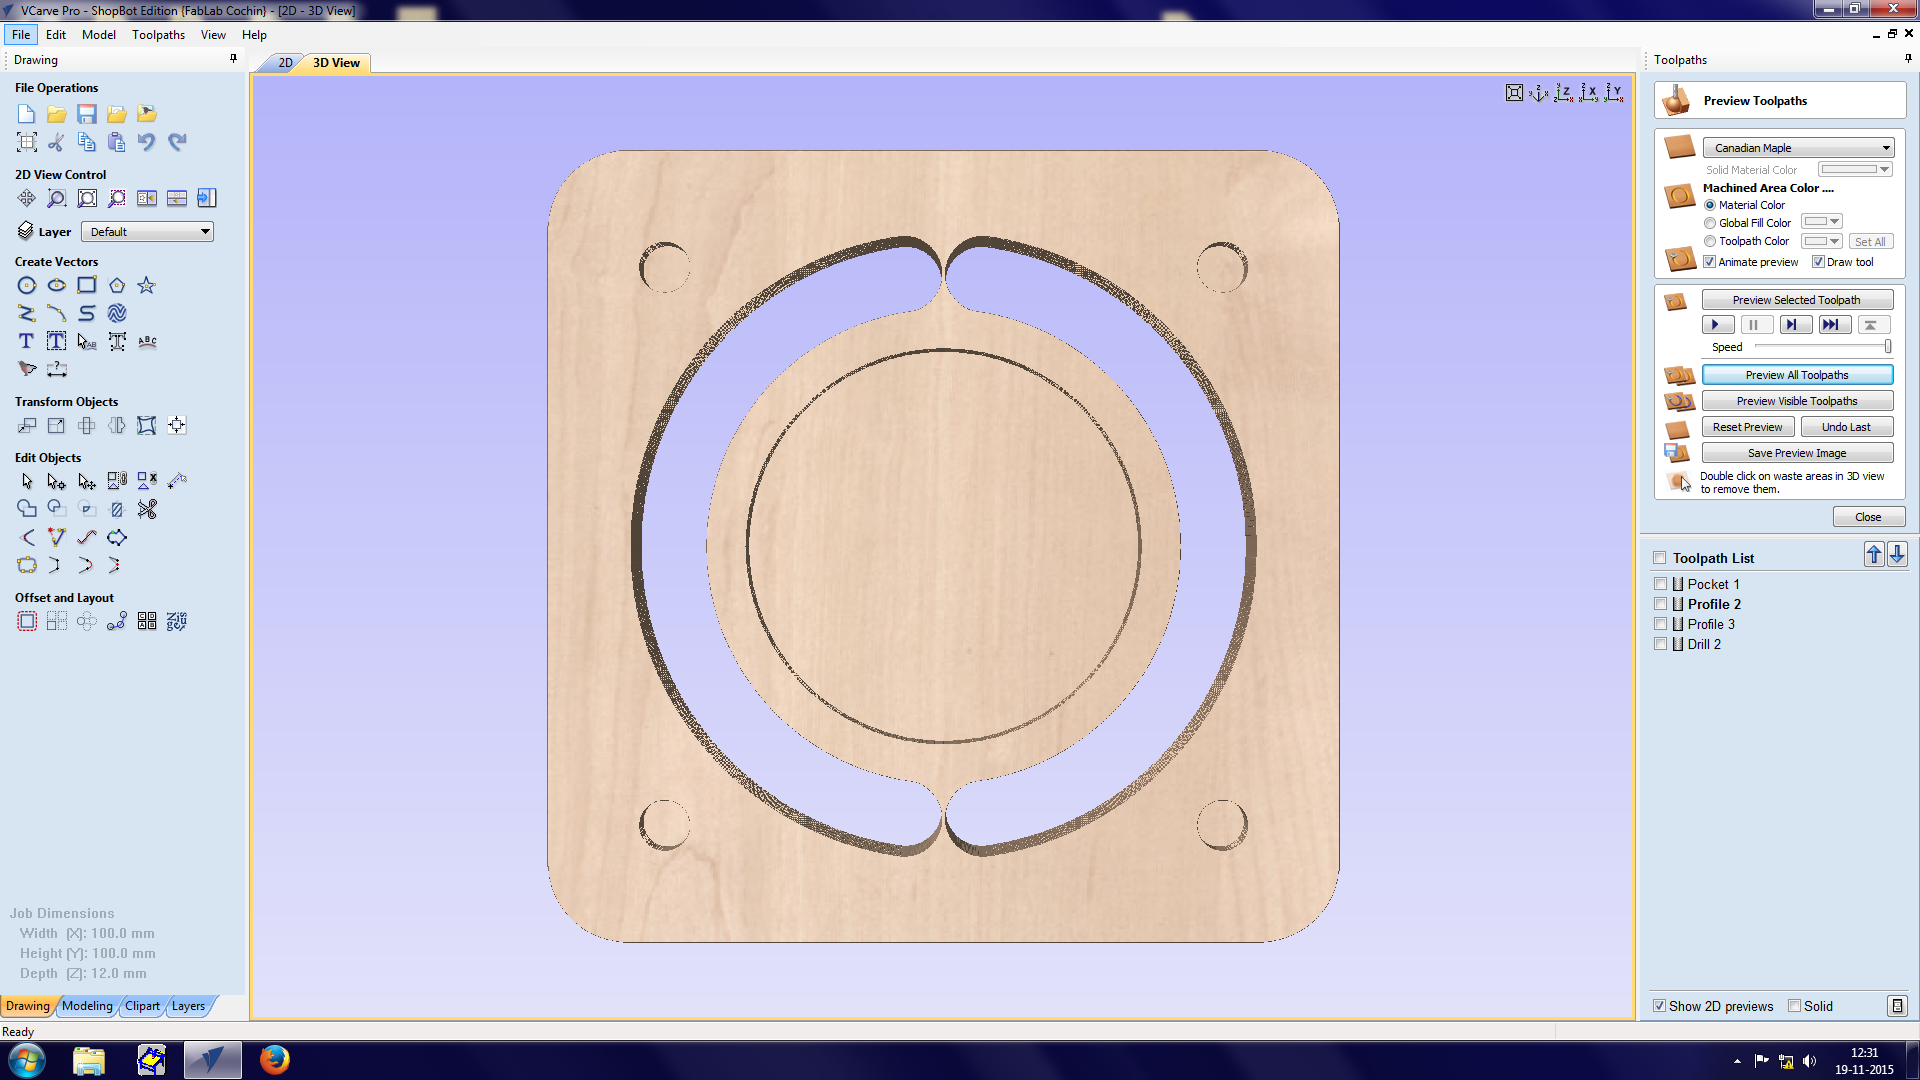 VCarve Pro - ShopBot Edition {FabLab Cochin} - [2D - 3D View]
File Edit Model Toolpaths View Help
Drawing
File Operations
2D View Control
Layer Default
Create Vectors
Transform Objects
Edit Objects
Offset and Layout
Job Dimensions
Width (X): 100.0 mm
Height (Y): 100.0 mm
Depth (Z): 12.0 mm
Drawing Modeling Clipart Layers
Ready
2D 3D View
Toolpaths
Preview Toolpaths
Canadian Maple
Solid Material Color
Machined Area Color ....
Material Color
Global Fill Color
Toolpath Color Set All
Animate preview Draw tool
Preview Selected Toolpath
Speed
Preview All Toolpaths
Preview Visible Toolpaths
Reset Preview Undo Last
Save Preview Image
Double click on waste areas in 3D view
to remove them.
Close
Toolpath List
Pocket 1
Profile 2
Profile 3
Drill 2
Show 2D previews Solid
12:31
19-11-2015